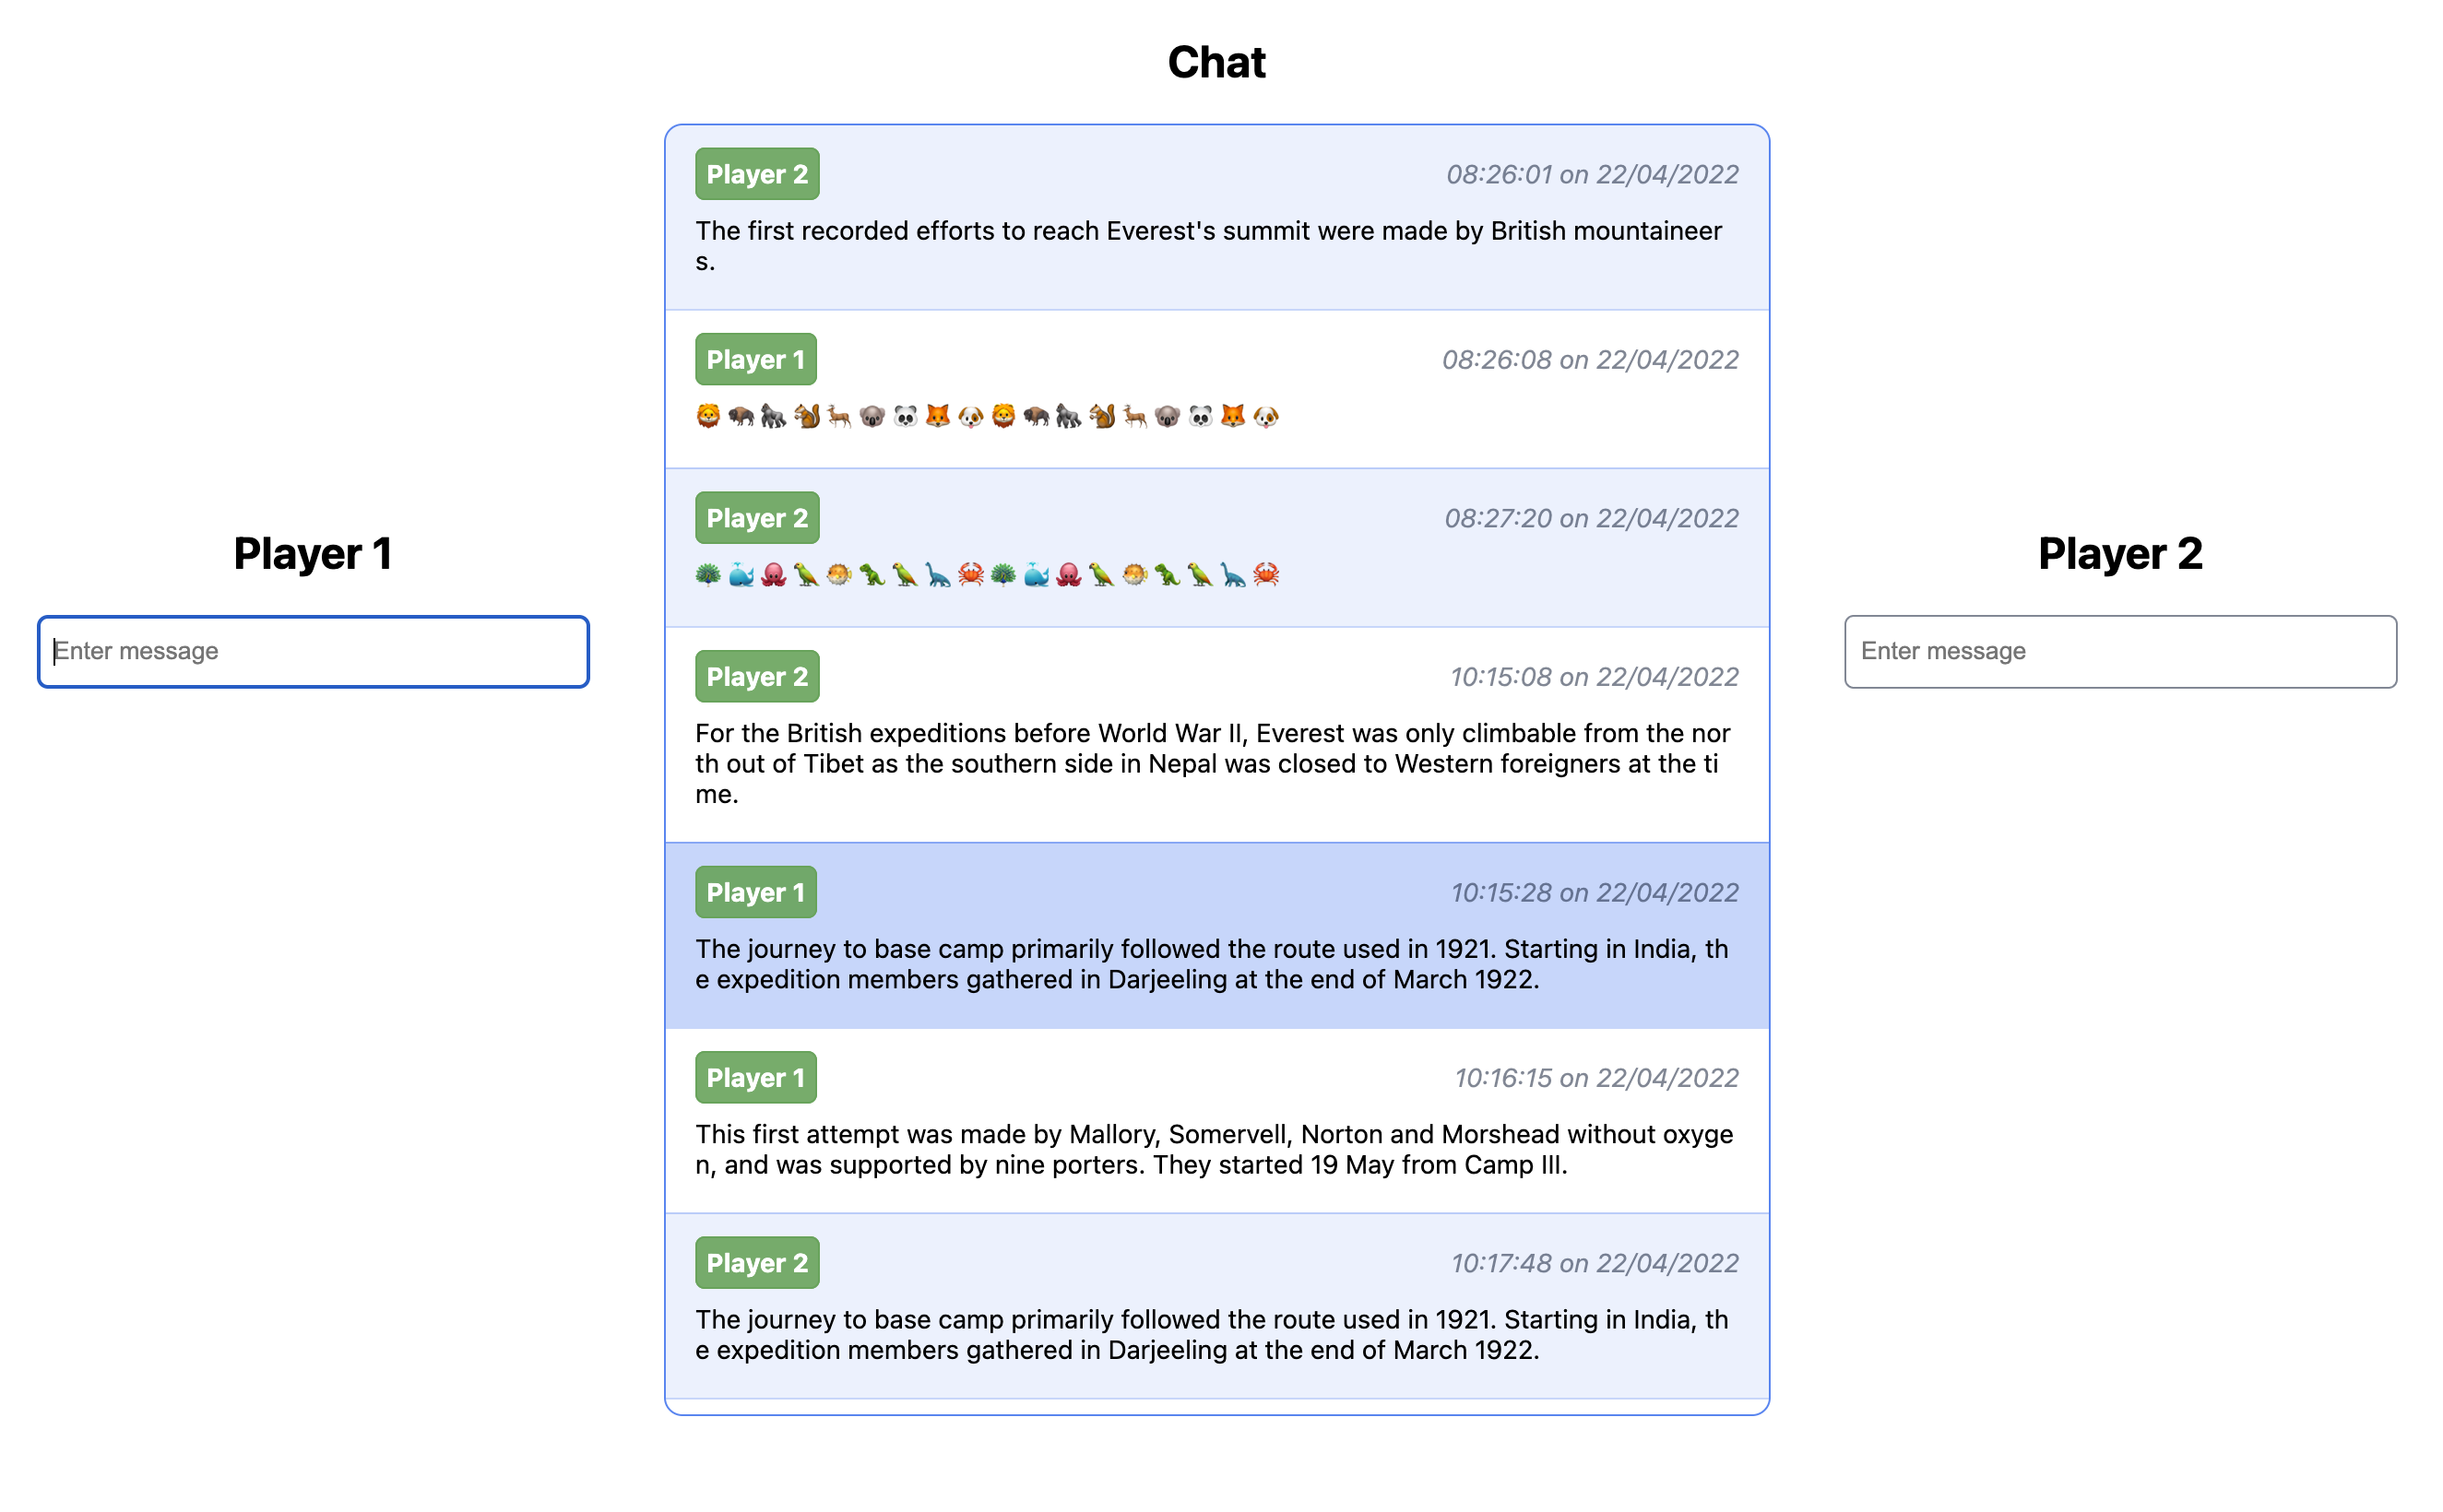 Chat
Player 2
08:26:01 on 22/04/2022
The first recorded efforts to reach Everest's summit were made by British mountaineer
s.
Player 1
08:26:08 on 22/04/2022
🦁🦬🦍🐿🦌🐨🐼🦊🐶🦁🦬🦍🐿🦌🐨🐼🦊🐶
Player 2
08:27:20 on 22/04/2022
🦚🐳🐙🦜🐡🦖🦜🦕🦀🦚🐳🐙🦜🐡🦖🦜🦕🦀
Player 2
10:15:08 on 22/04/2022
For the British expeditions before World War II, Everest was only climbable from the nor
th out of Tibet as the southern side in Nepal was closed to Western foreigners at the ti
me.
Player 1
10:15:28 on 22/04/2022
The journey to base camp primarily followed the route used in 1921. Starting in India, th
e expedition members gathered in Darjeeling at the end of March 1922.
Player 1
10:16:15 on 22/04/2022
This first attempt was made by Mallory, Somervell, Norton and Morshead without oxyge
n, and was supported by nine porters. They started 19 May from Camp III.
Player 2
10:17:48 on 22/04/2022
The journey to base camp primarily followed the route used in 1921. Starting in India, th
e expedition members gathered in Darjeeling at the end of March 1922.
Player 1
Enter message
Player 2
Enter message